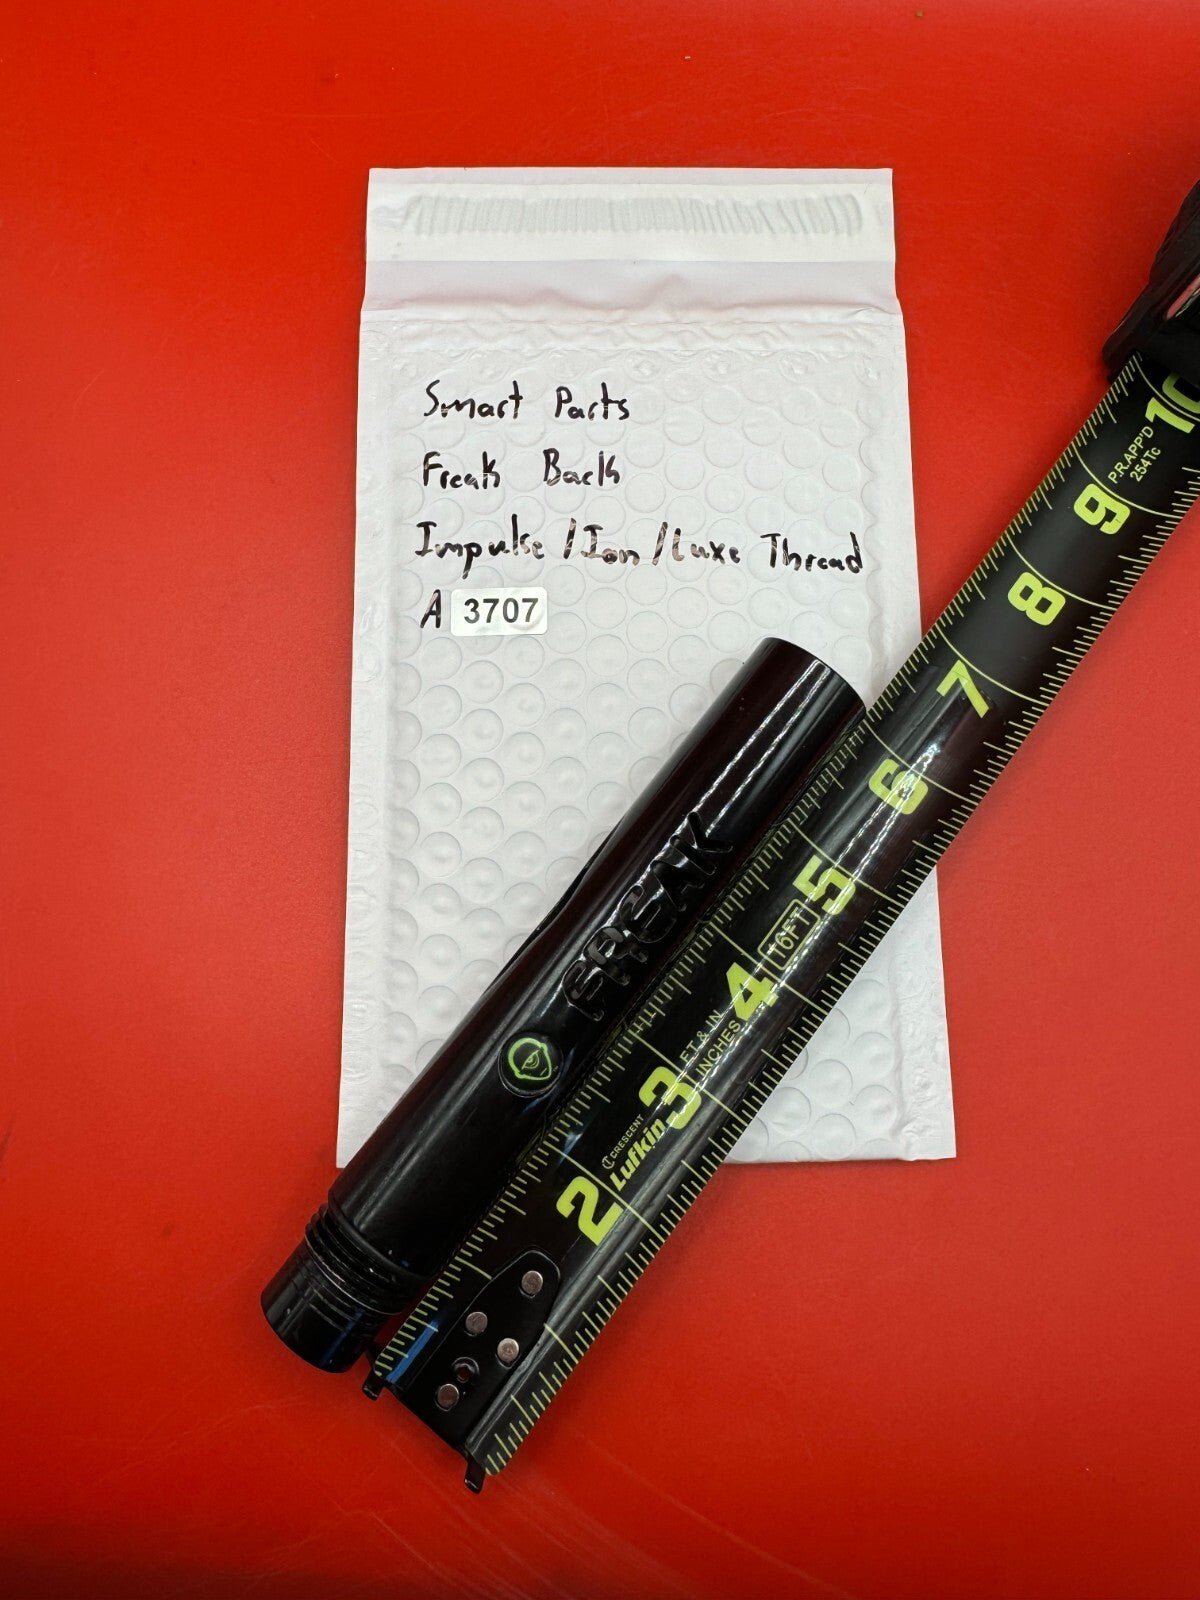 Smart Parts
Freak Back
Impulse / Ion / Luxe Thread
A 3707
FREAK
10
P.R.APP'D
254Tc
9
8
7
6
5
16FT
4
FT & IN
INCHES
3
CRESCENT
Lufkin
2